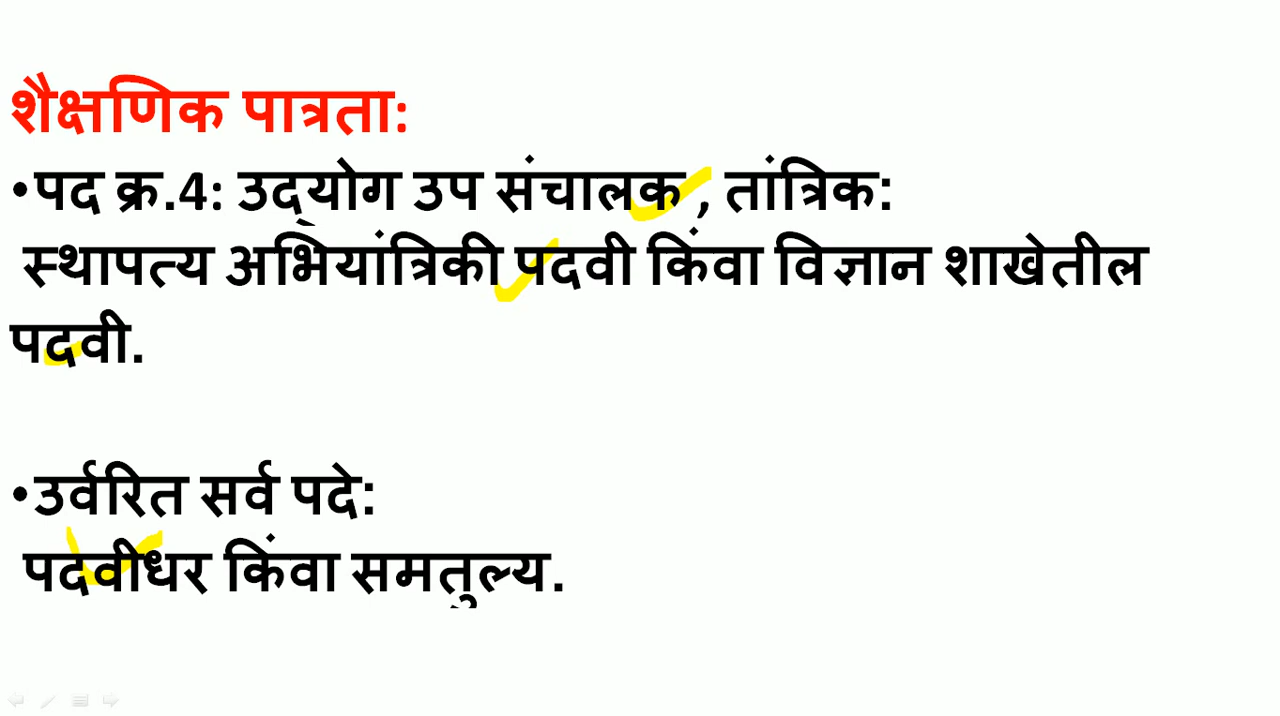 शैक्षणिक पात्रता:
•पद क्र.4: उद्योग उप संचालक , तांत्रिक:
स्थापत्य अभियांत्रिकी पदवी किंवा विज्ञान शाखेतील
पदवी.
•उर्वरित सर्व पदे:
पदवीधर किंवा समतुल्य.